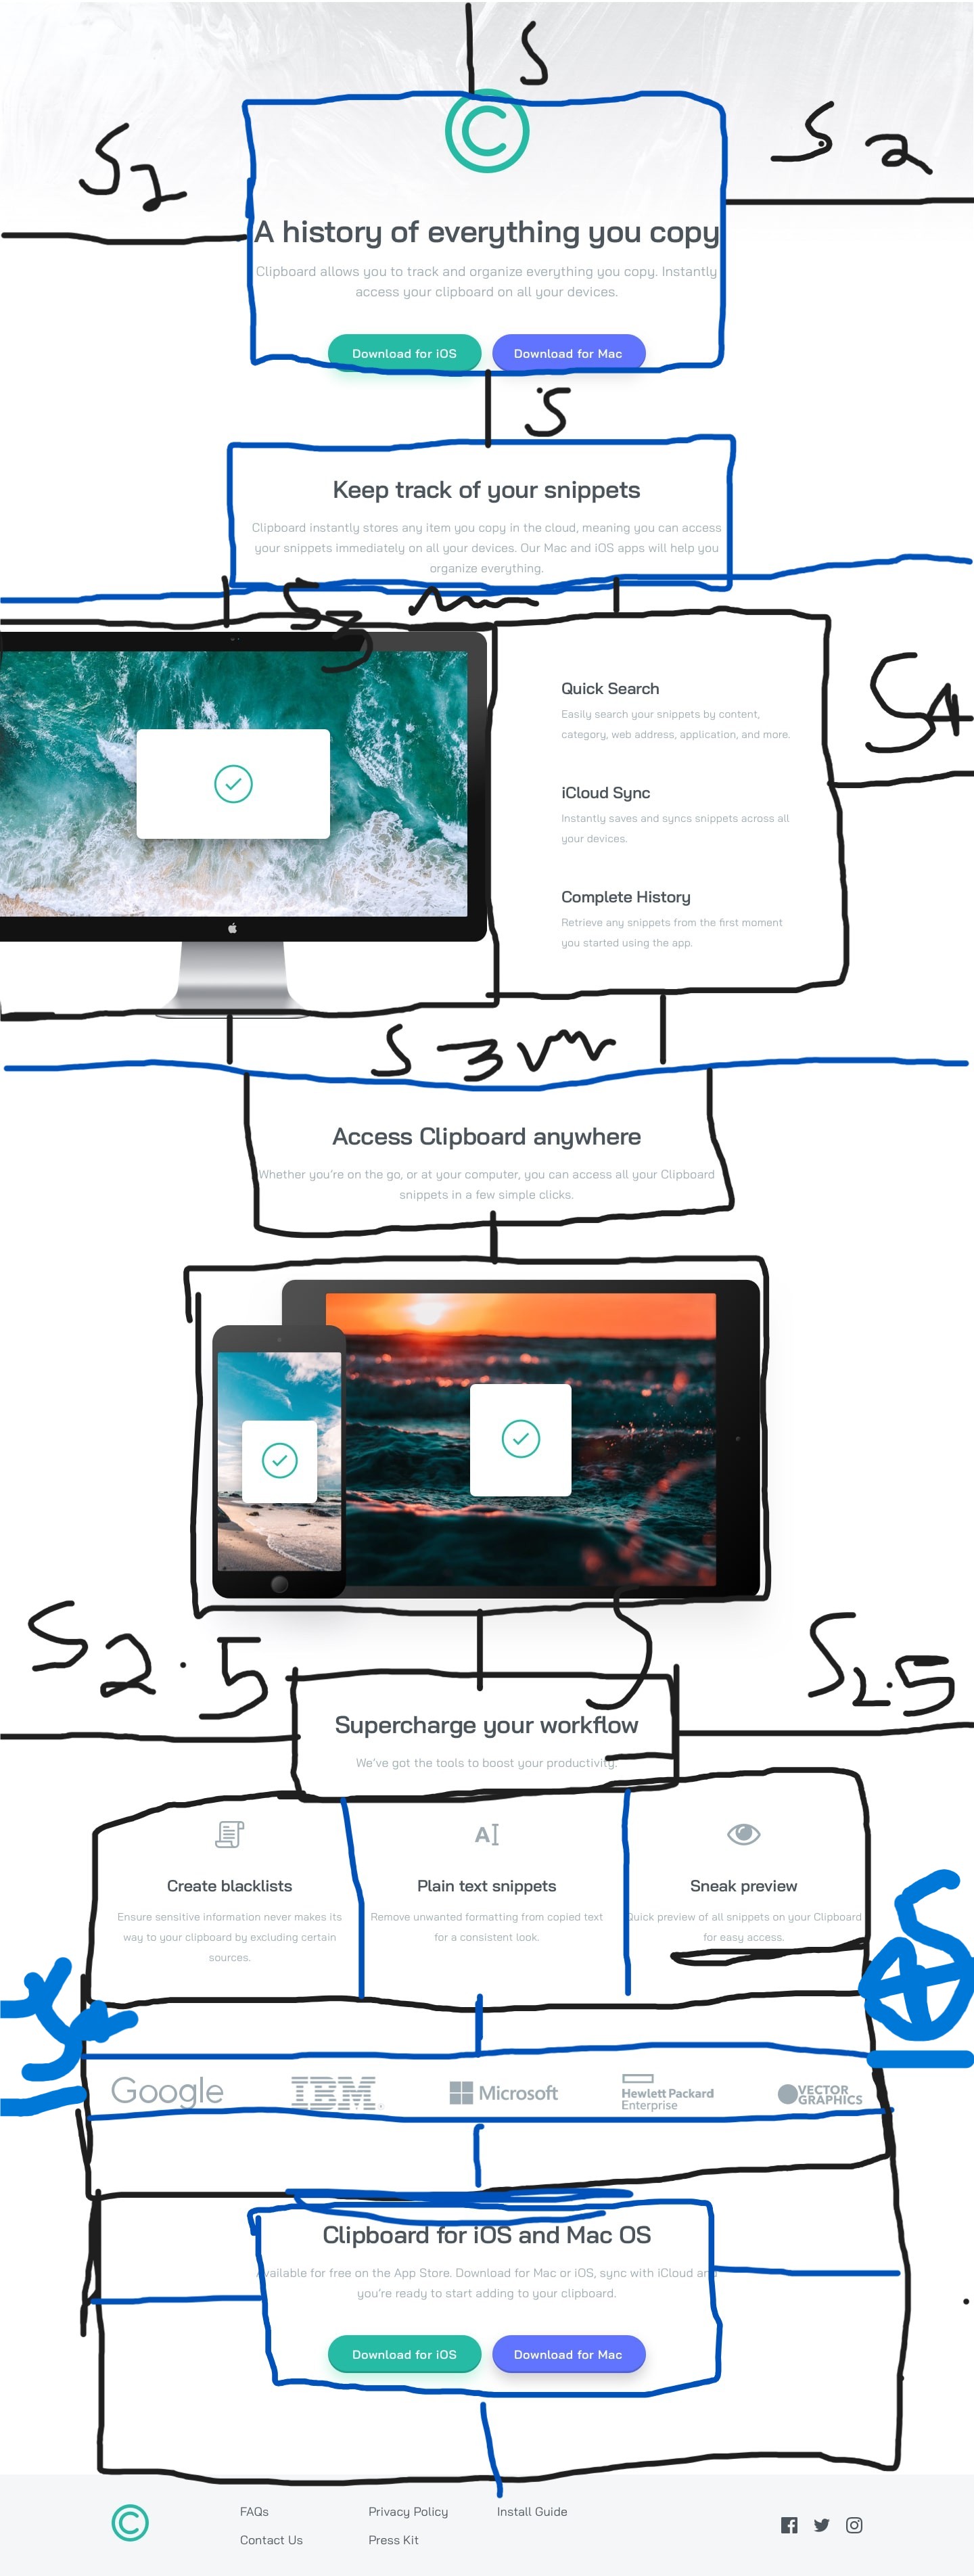 S
S2
S2
A history of everything you copy
Clipboard allows you to track and organize everything you copy. Instantly
access your clipboard on all your devices.
Download for iOS Download for Mac
S
Keep track of your snippets
Clipboard instantly stores any item you copy in the cloud, meaning you can access
your snippets immediately on all your devices. Our Mac and iOS apps will help you
organize everything.
S3
S4
Quick Search
Easily search your snippets by content,
category, web address, application, and more.
iCloud Sync
Instantly saves and syncs snippets across all
your devices.
Complete History
Retrieve any snippets from the first moment
you started using the app.
S3
Access Clipboard anywhere
Whether you're on the go, or at your computer, you can access all your Clipboard
snippets in a few simple clicks.
S
S2.5
S2.5
Supercharge your workflow
We've got the tools to boost your productivity.
A
Create blacklists
Ensure sensitive information never makes its
way to your clipboard by excluding certain
sources.
Plain text snippets
Remove unwanted formatting from copied text
for a consistent look.
Sneak preview
Quick preview of all snippets on your Clipboard
for easy access.
Google IBM Microsoft Hewlett Packard Enterprise VECTOR GRAPHICS
Clipboard for iOS and Mac OS
Available for free on the App Store. Download for Mac or iOS, sync with iCloud and
you're ready to start adding to your clipboard.
Download for iOS Download for Mac
FAQs Privacy Policy Install Guide
Contact Us Press Kit